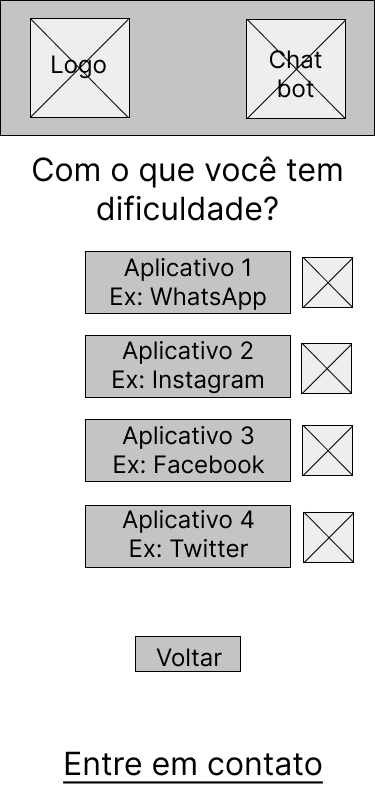 Logo
Chat
bot
Com o que você tem
dificuldade?
Aplicativo 1
Ex: WhatsApp
Aplicativo 2
Ex: Instagram
Aplicativo 3
Ex: Facebook
Aplicativo 4
Ex: Twitter
Voltar
Entre em contato